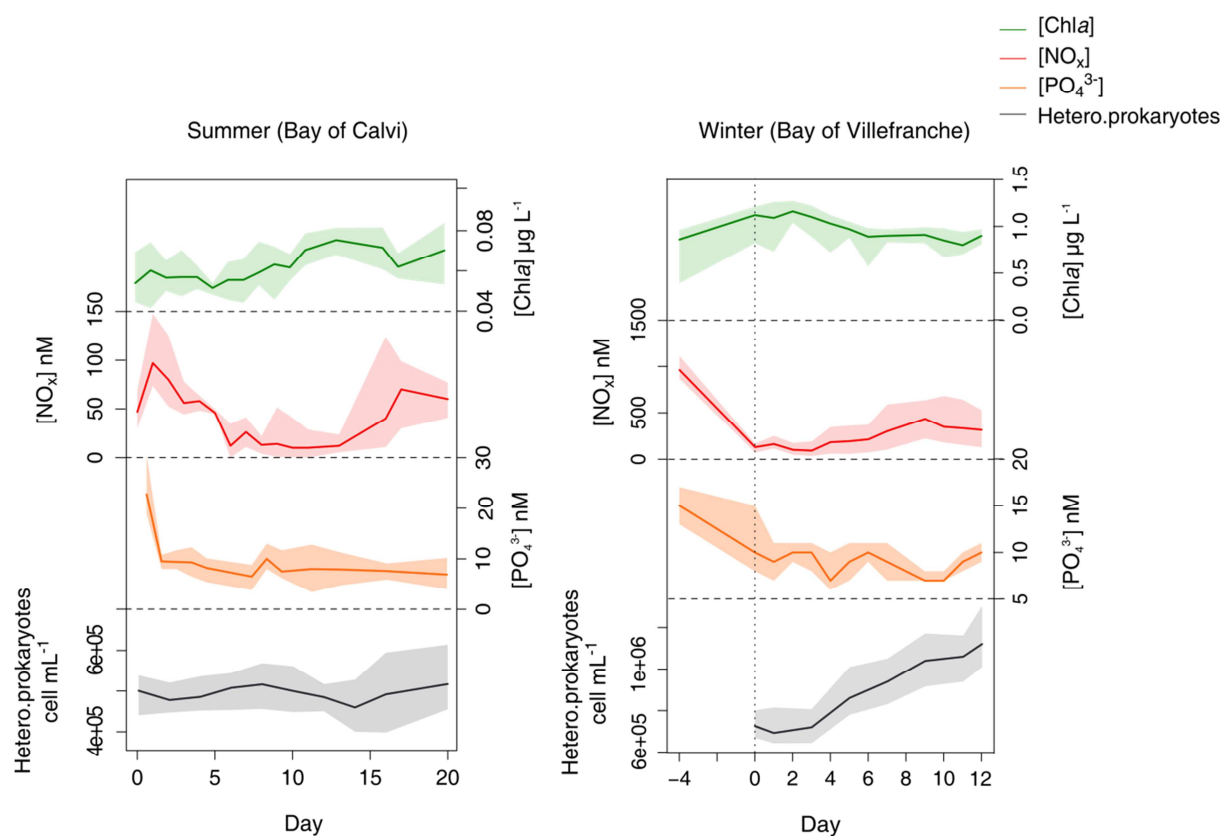 [Chla]
[NOx]
[PO4³⁻]
Hetero.prokaryotes
Summer (Bay of Calvi)
Winter (Bay of Villefranche)
0.04 0.08
[Chla] µg L⁻¹
0 50 100 150
[NOx] nM
0 10 20 30
[PO4³⁻] nM
4e+05 6e+05
Hetero.prokaryotes
cell mL⁻¹
0 5 10 15 20
Day
0.0 0.5 1.0 1.5
[Chla] µg L⁻¹
0 500 1500
[NOx] nM
5 10 15 20
[PO4³⁻] nM
6e+05 1e+06
Hetero.prokaryotes
cell mL⁻¹
−4 0 2 4 6 8 10 12
Day